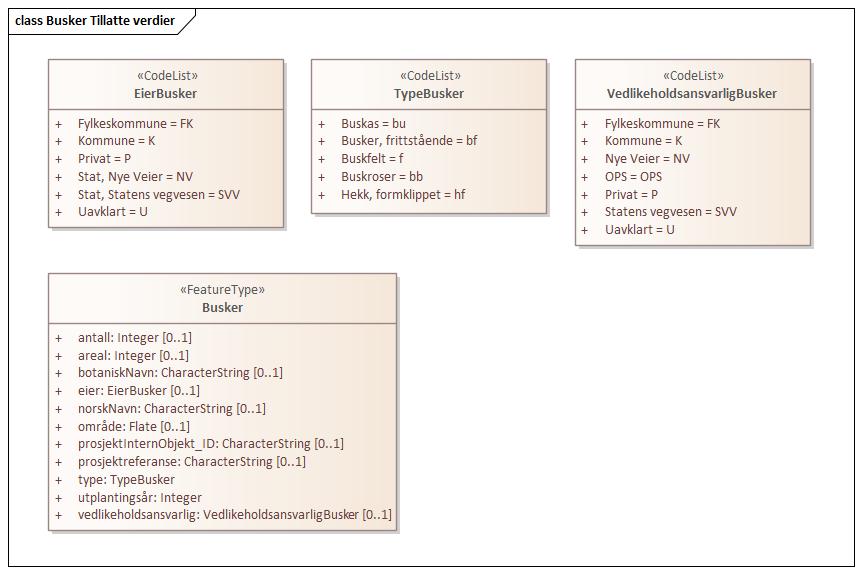 class Busker Tillatte verdier
«CodeList»
EierBusker
+ Fylkeskommune = FK
+ Kommune = K
+ Privat = P
+ Stat, Nye Veier = NV
+ Stat, Statens vegvesen = SVV
+ Uavklart = U
«CodeList»
TypeBusker
+ Buskas = bu
+ Busker, frittstående = bf
+ Buskfelt = f
+ Buskroser = bb
+ Hekk, formklippet = hf
«CodeList»
VedlikeholdsansvarligBusker
+ Fylkeskommune = FK
+ Kommune = K
+ Nye Veier = NV
+ OPS = OPS
+ Privat = P
+ Statens vegvesen = SVV
+ Uavklart = U
«FeatureType»
Busker
+ antall: Integer [0..1]
+ areal: Integer [0..1]
+ botaniskNavn: CharacterString [0..1]
+ eier: EierBusker [0..1]
+ norskNavn: CharacterString [0..1]
+ område: Flate [0..1]
+ prosjektInternObjekt_ID: CharacterString [0..1]
+ prosjektreferanse: CharacterString [0..1]
+ type: TypeBusker
+ utplantingsår: Integer
+ vedlikeholdsansvarlig: VedlikeholdsansvarligBusker [0..1]